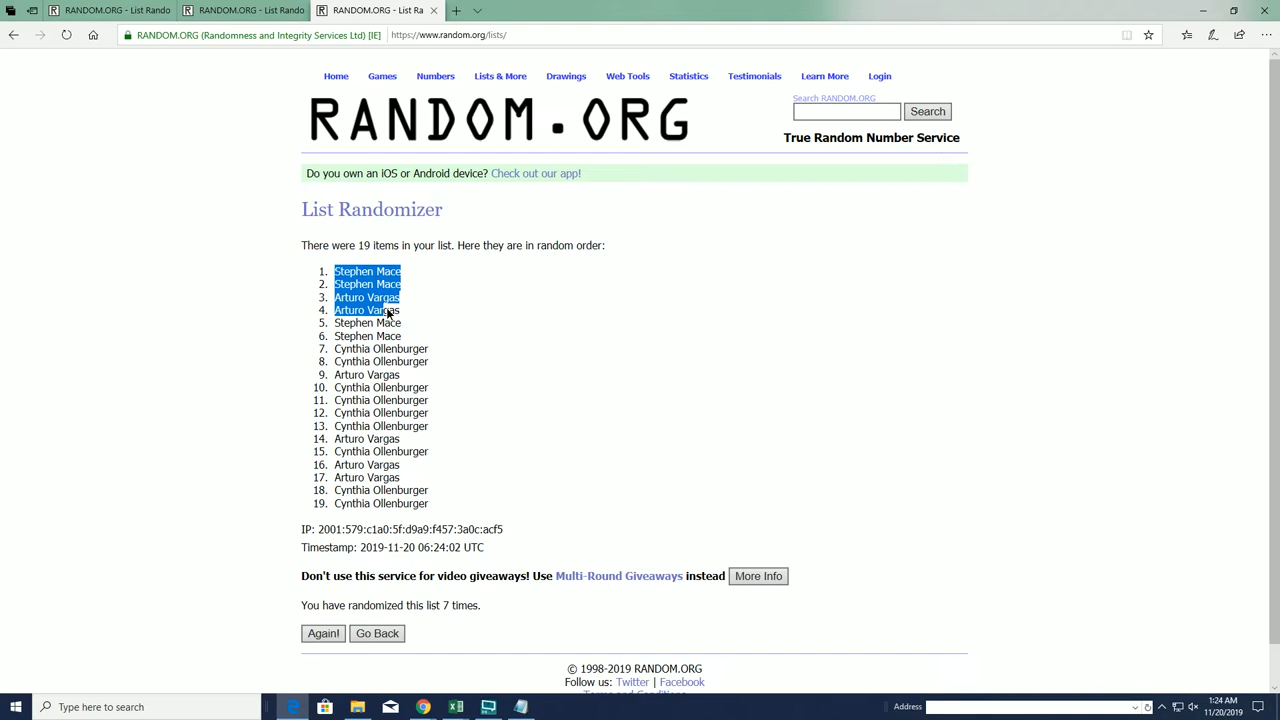 RANDOM.ORG - List Rando
RANDOM.ORG - List Rando
RANDOM.ORG - List Ra
RANDOM.ORG (Randomness and Integrity Services Ltd) [IE]
https://www.random.org/lists/
Home Games Numbers Lists & More Drawings Web Tools Statistics Testimonials Learn More Login
RANDOM.ORG
Search RANDOM.ORG
Search
True Random Number Service
Do you own an iOS or Android device? Check out our app!
List Randomizer
There were 19 items in your list. Here they are in random order:
1. Stephen Mace
2. Stephen Mace
3. Arturo Vargas
4. Arturo Vargas
5. Stephen Mace
6. Stephen Mace
7. Cynthia Ollenburger
8. Cynthia Ollenburger
9. Arturo Vargas
10. Cynthia Ollenburger
11. Cynthia Ollenburger
12. Cynthia Ollenburger
13. Cynthia Ollenburger
14. Arturo Vargas
15. Cynthia Ollenburger
16. Arturo Vargas
17. Arturo Vargas
18. Cynthia Ollenburger
19. Cynthia Ollenburger
IP: 2001:579:c1a0:5f:d9a9:f457:3a0c:acf5
Timestamp: 2019-11-20 06:24:02 UTC
Don't use this service for video giveaways! Use Multi-Round Giveaways instead More Info
You have randomized this list 7 times.
Again! Go Back
© 1998-2019 RANDOM.ORG
Follow us: Twitter | Facebook
Terms and Conditions
Type here to search
Address
1:24 AM
11/20/2019